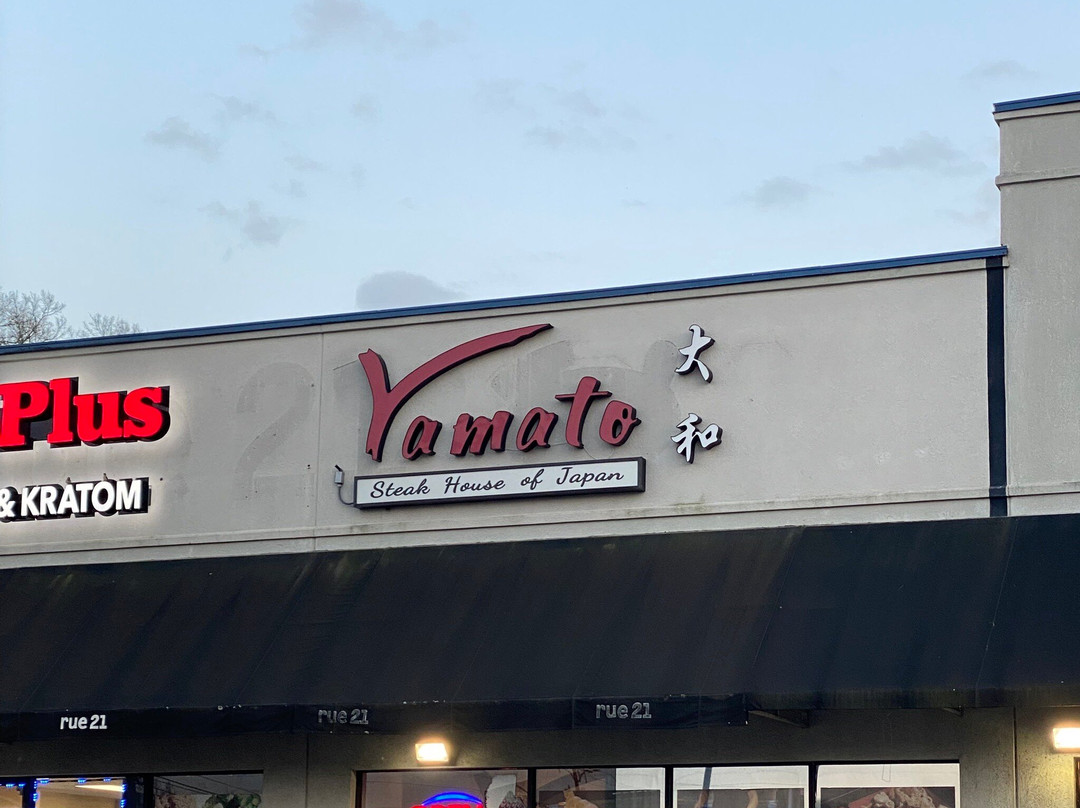 Plus
& KRATOM
Yamato
Steak House of Japan
大
和
rue21
rue21
rue21